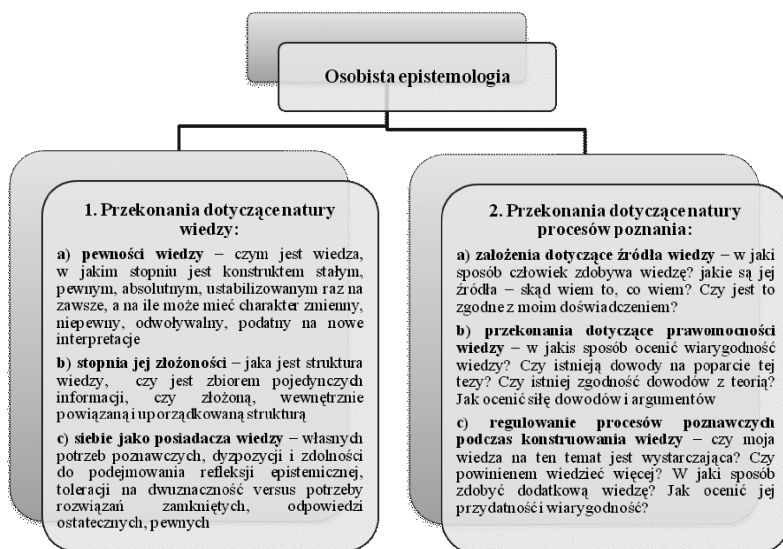 Osobista epistemologia
1. Przekonania dotyczące natury
wiedzy:
a) pewności wiedzy – czym jest wiedza,
w jakim stopniu jest konstruktem stałym,
pewnym, absolutnym, ustabilizowanym raz na
zawsze, a na ile może mieć charakter zmienny,
niepewny, odwoływalny, podatny na nowe
interpretacje
b) stopnia jej złożoności – jaka jest struktura
wiedzy, czy jest zbiorem pojedynczych
informacji, czy złożoną, wewnętrznie
powiązaną i uporządkowaną strukturą
c) siebie jako posiadacza wiedzy – własnych
potrzeb poznawczych, dyspozycji i zdolności
do podejmowania refleksji epistemicznej,
toleracji na dwuznaczność versus potrzeby
rozwiązań zamkniętych, odpowiedzi
ostatecznych, pewnych
2. Przekonania dotyczące natury
procesów poznania:
a) założenia dotyczące źródła wiedzy – w jaki
sposób człowiek zdobywa wiedzę? jakie są jej
źródła – skąd wiem to, co wiem? Czy jest to
zgodne z moim doświadczeniem?
b) przekonania dotyczące prawomocności
wiedzy – w jakis sposób ocenić wiarygodność
wiedzy? Czy istnieją dowody na poparcie tej
tezy? Czy istniej zgodność dowodów z teorią?
Jak ocenić siłę dowodów i argumentów
c) regulowanie procesów poznawczych
podczas konstruowania wiedzy – czy moja
wiedza na ten temat jest wystarczająca? Czy
powinienem wiedzieć więcej? W jaki sposób
zdobyć dodatkową wiedzę? Jak ocenić jej
przydatność i wiarygodność?